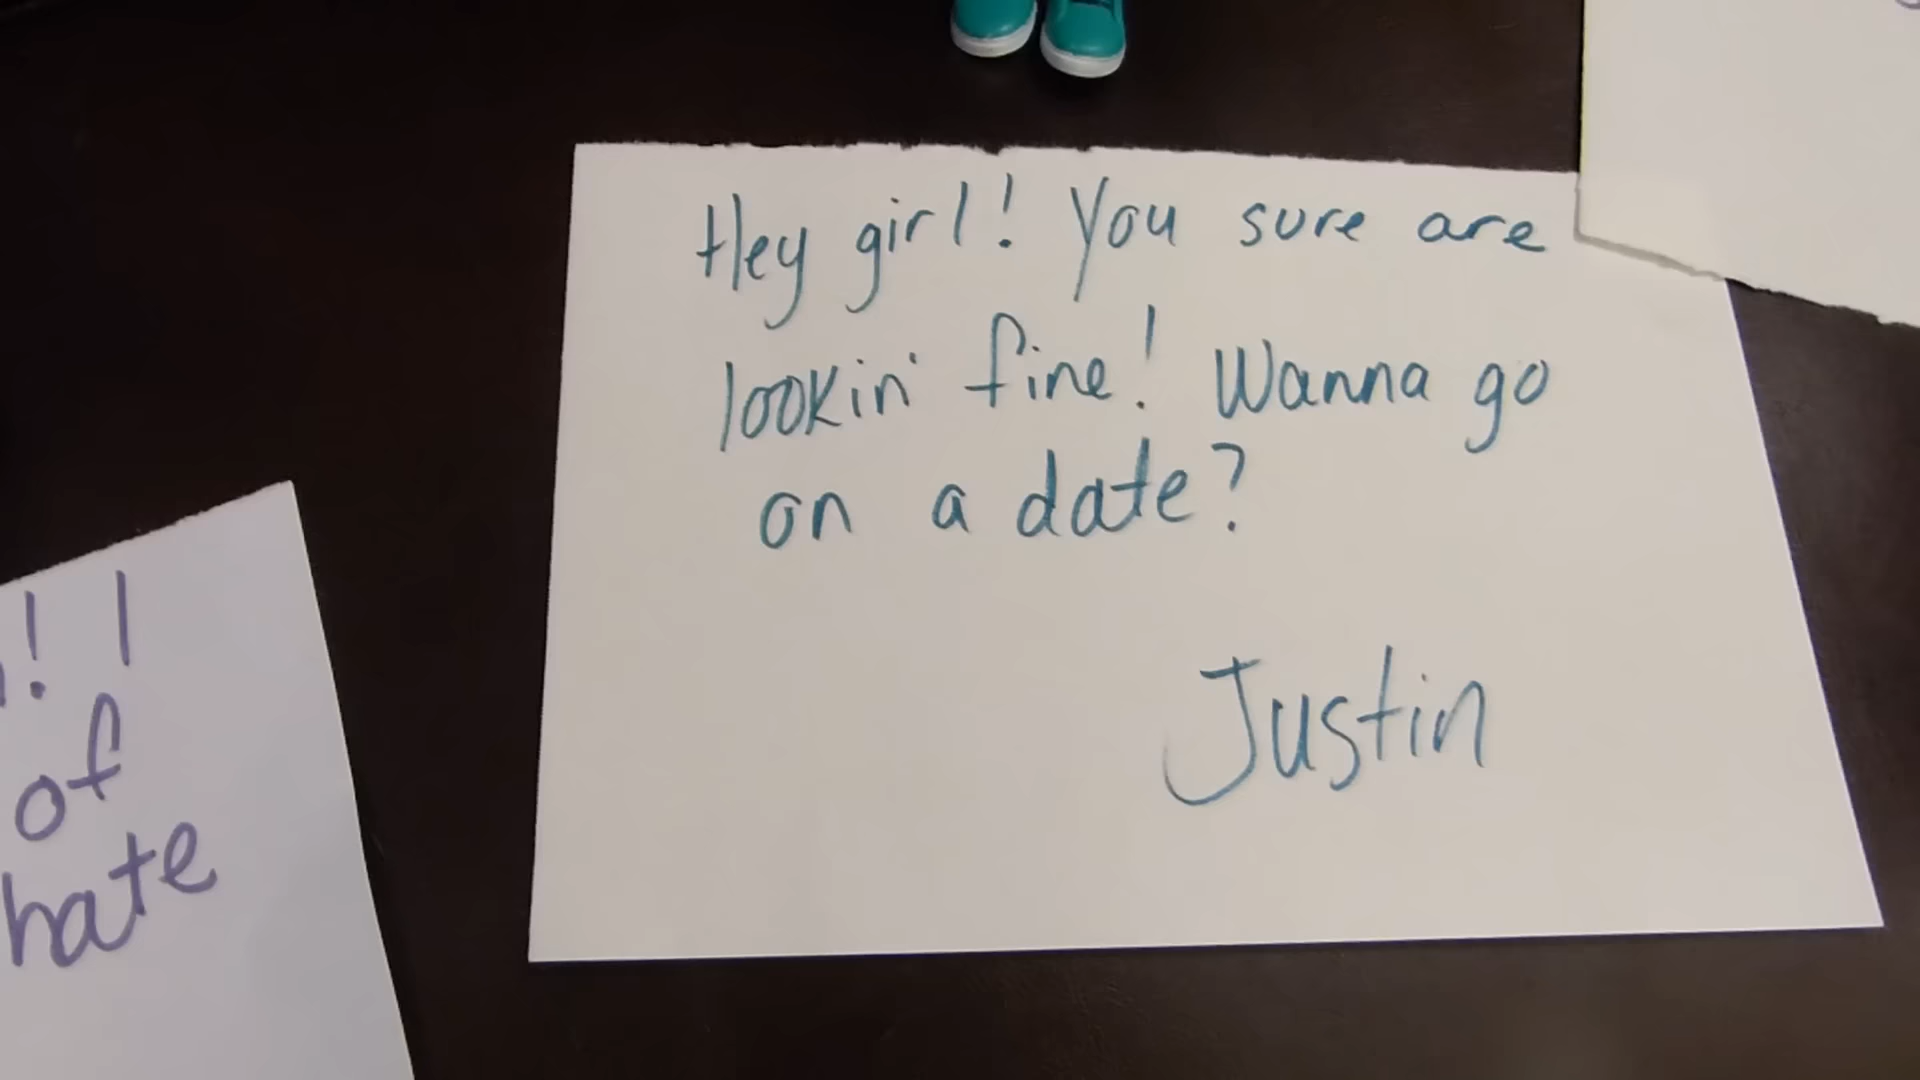 Hey girl! You sure are
lookin' fine! Wanna go
on a date?
Justin
! I
of
hate